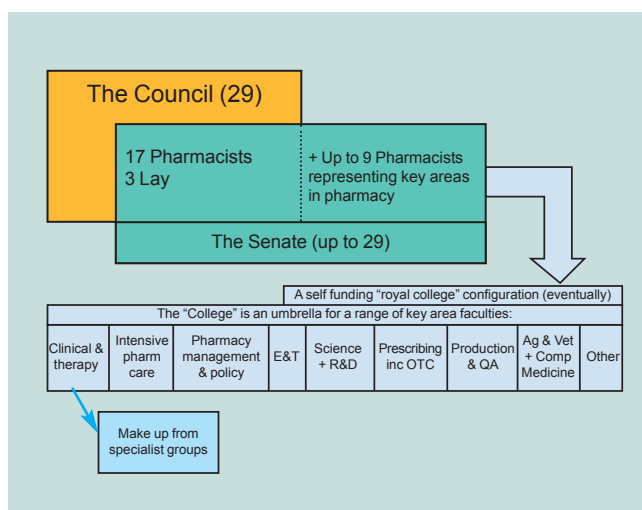 The Council (29)
17 Pharmacists
3 Lay
+ Up to 9 Pharmacists
representing key areas
in pharmacy
The Senate (up to 29)
A self funding “royal college” configuration (eventually)
The “College” is an umbrella for a range of key area faculties:
Clinical &
therapy
Intensive
pharm
care
Pharmacy
management
& policy
E&T
Science
+ R&D
Prescribing
inc OTC
Production
& QA
Ag & Vet
+ Comp
Medicine
Other
Make up from
specialist groups